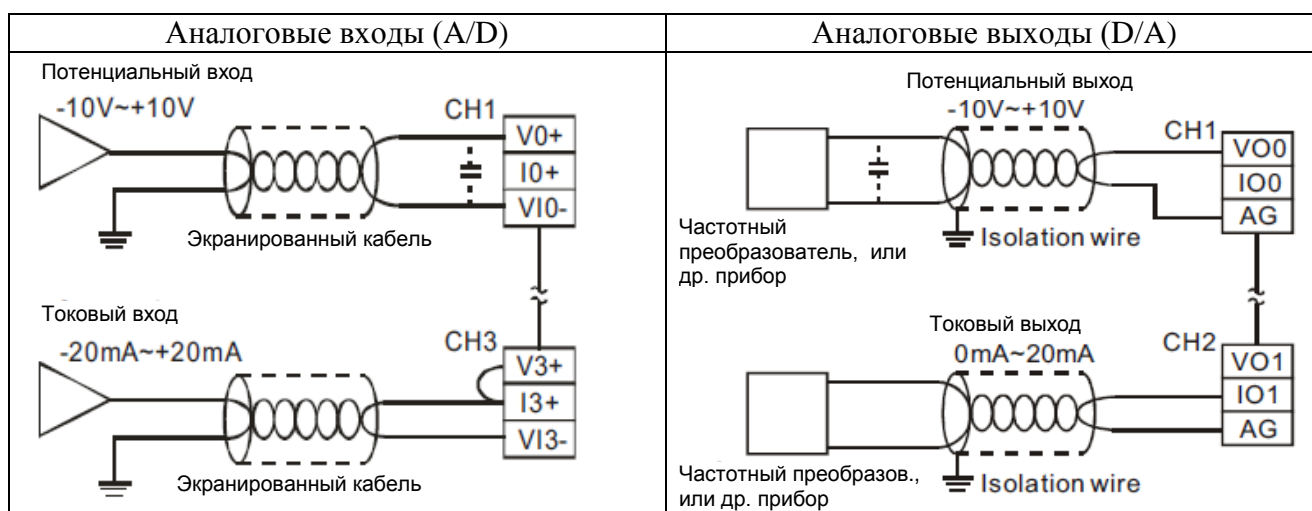 Аналоговые входы (A/D)
Аналоговые выходы (D/A)
Потенциальный вход
-10V~+10V
CH1
V0+
I0+
VI0-
Экранированный кабель
Токовый вход
-20mA~+20mA
CH3
V3+
I3+
VI3-
Экранированный кабель
Потенциальный выход
-10V~+10V
CH1
VO0
IO0
AG
Частотный
преобразователь, или
др. прибор
Isolation wire
Токовый выход
0mA~20mA
CH2
VO1
IO1
AG
Частотный преобразов.,
или др. прибор
Isolation wire